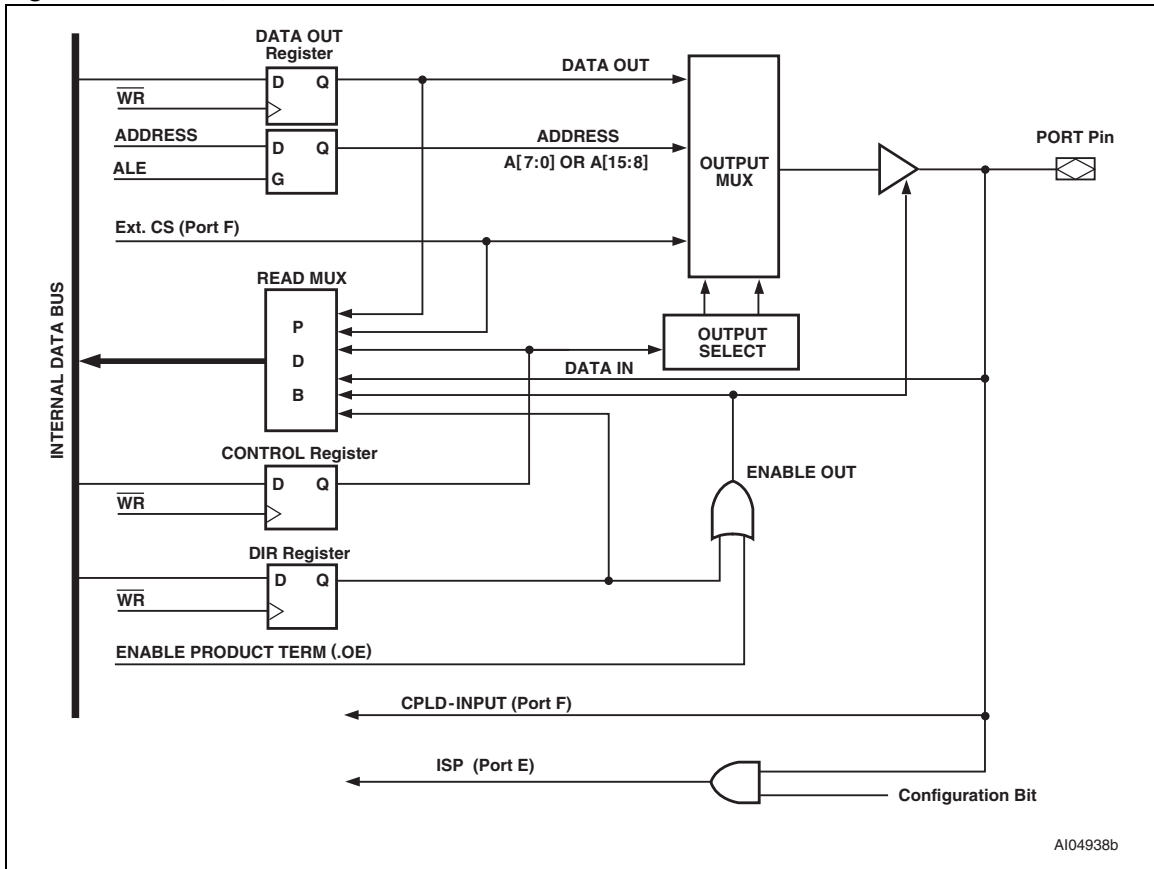 DATA OUT
Register
D Q
WR
DATA OUT
ADDRESS
ALE
D Q
G
ADDRESS
A[7:0] OR A[15:8]
OUTPUT
MUX
PORT Pin
Ext. CS (Port F)
READ MUX
P
D
B
OUTPUT
SELECT
DATA IN
INTERNAL DATA BUS
CONTROL Register
D Q
WR
ENABLE OUT
DIR Register
D Q
WR
ENABLE PRODUCT TERM (.OE)
CPLD-INPUT (Port F)
ISP (Port E)
Configuration Bit
AI04938b